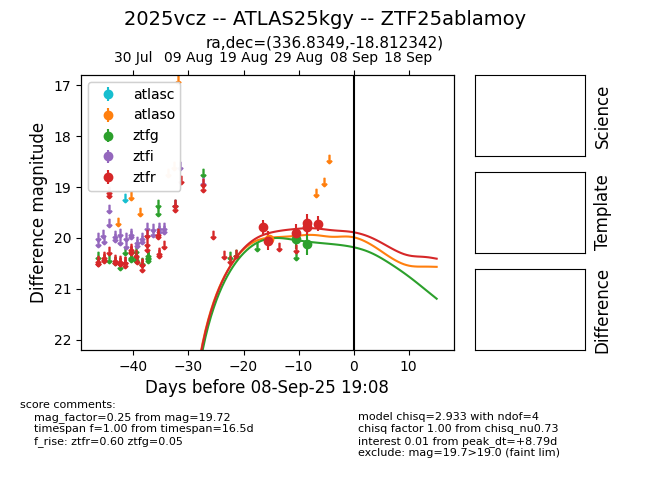 2025vcz -- ATLAS25kgy -- ZTF25ablamoy
ra,dec=(336.8349,-18.812342)
30 Jul 09 Aug 19 Aug 29 Aug 08 Sep 18 Sep
17
18
19
20
21
22
Difference magnitude
atlasc
atlaso
ztfg
ztfi
ztfr
−40 −30 −20 −10 0 10
Days before 08-Sep-25 19:08
Science
Template
Difference
score comments:
mag_factor=0.25 from mag=19.72
timespan f=1.00 from timespan=16.5d
f_rise: ztfr=0.60 ztfg=0.05
model chisq=2.933 with ndof=4
chisq factor 1.00 from chisq_nu0.73
interest 0.01 from peak_dt=+8.79d
exclude: mag=19.7>19.0 (faint lim)